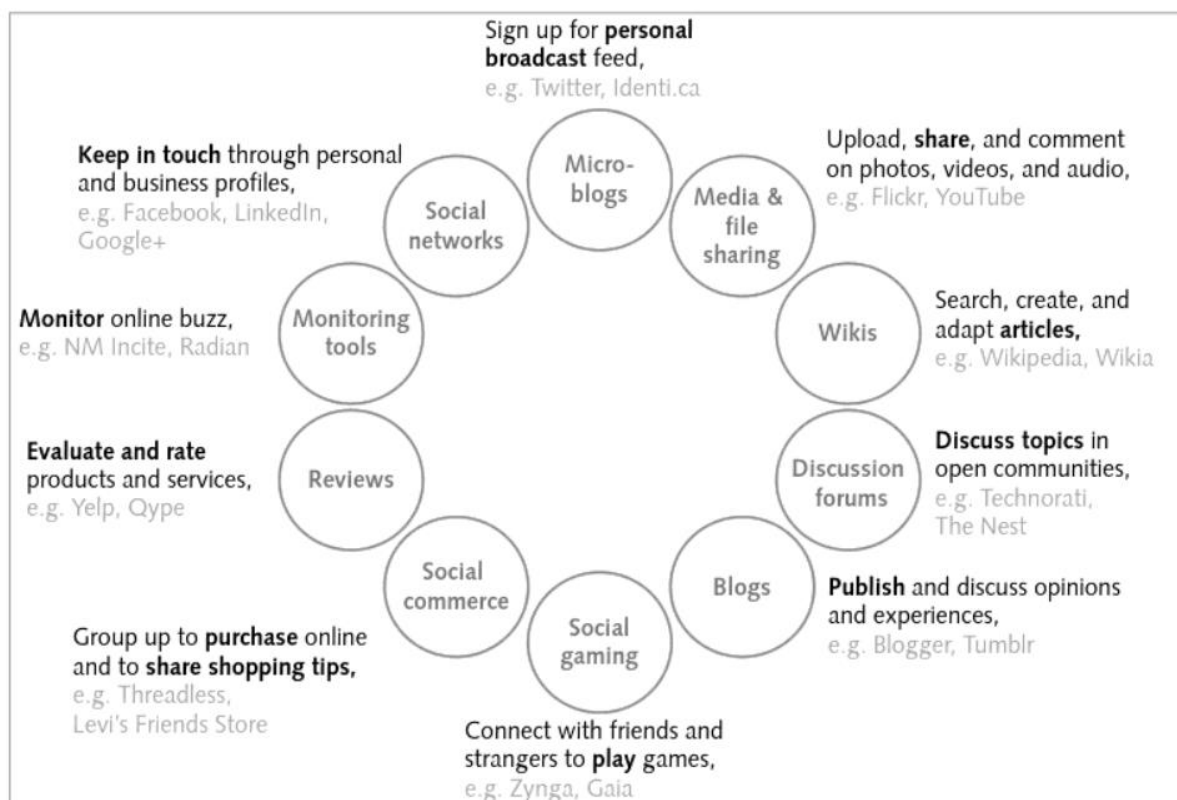 Sign up for personal
broadcast feed,
e.g. Twitter, Identi.ca
Micro-
blogs
Upload, share, and comment
on photos, videos, and audio,
e.g. Flickr, YouTube
Media &
file
sharing
Search, create, and
adapt articles,
e.g. Wikipedia, Wikia
Wikis
Discuss topics in
open communities,
e.g. Technorati,
The Nest
Discussion
forums
Publish and discuss opinions
and experiences,
e.g. Blogger, Tumblr
Blogs
Social
gaming
Connect with friends and
strangers to play games,
e.g. Zynga, Gaia
Social
commerce
Group up to purchase online
and to share shopping tips,
e.g. Threadless,
Levi's Friends Store
Reviews
Evaluate and rate
products and services,
e.g. Yelp, Qype
Monitoring
tools
Monitor online buzz,
e.g. NM Incite, Radian
Social
networks
Keep in touch through personal
and business profiles,
e.g. Facebook, LinkedIn,
Google+